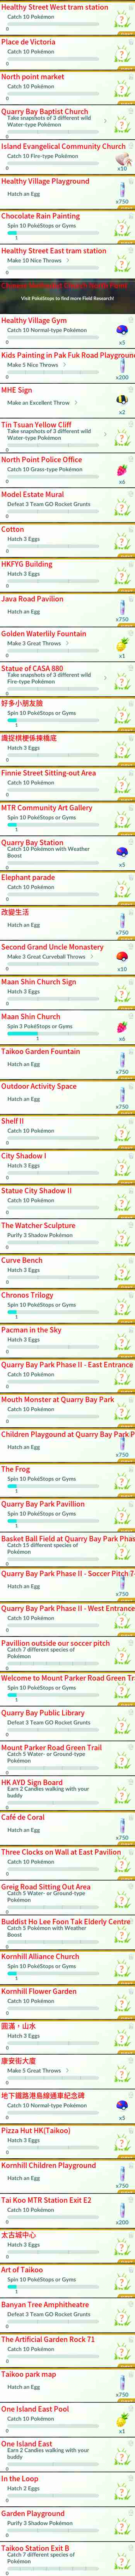 Healthy Street West tram station
Catch 10 Pokémon
0
Place de Victoria
Catch 10 Pokémon
0
North point market
Catch 10 Pokémon
0
Quarry Bay Baptist Church
Take snapshots of 3 different wild
Water-type Pokémon
0
Island Evangelical Community Church
Catch 10 Fire-type Pokémon
x10
0
Healthy Village Playground
Hatch an Egg
x750
0
Chocolate Rain Painting
Spin 10 PokéStops or Gyms
1
Healthy Street East tram station
Make 10 Nice Throws
0
Visit PokéStops to find more Field Research!
Healthy Village Gym
Catch 10 Normal-type Pokémon
x5
0
Kids Painting in Pak Fuk Road Playground
Make 5 Nice Throws
x200
0
MHE Sign
Make an Excellent Throw
x2
0
Tin Tsuan Yellow Cliff
Take snapshots of 3 different wild
Water-type Pokémon
0
North Point Police Office
Catch 10 Grass-type Pokémon
x6
0
Model Estate Mural
Defeat 3 Team GO Rocket Grunts
0
Cotton
Hatch 3 Eggs
0
HKFYG Building
Hatch 3 Eggs
0
Java Road Pavilion
Hatch an Egg
x750
0
Golden Waterlily Fountain
Make 3 Great Throws
x1
0
Statue of CASA 880
Take snapshots of 3 different wild
Fire-type Pokémon
0
好多小朋友臉
Spin 10 PokéStops or Gyms
1
識捉棋梗係揀橋底
Hatch 3 Eggs
0
Finnie Street Sitting-out Area
Catch 10 Pokémon
0
MTR Community Art Gallery
Spin 10 PokéStops or Gyms
1
Quarry Bay Station
Catch 10 Pokémon with Weather
Boost
x5
0
Elephant parade
Catch 10 Pokémon
0
改變生活
Hatch an Egg
x750
0
Second Grand Uncle Monastery
Make 3 Great Curveball Throws
x10
0
Maan Shin Church Sign
Hatch 3 Eggs
0
Maan Shin Church
Spin 3 PokéStops or Gyms
x6
1
Taikoo Garden Fountain
Hatch an Egg
x750
0
Outdoor Activity Space
Hatch an Egg
x750
0
Shelf II
Catch 10 Pokémon
0
City Shadow I
Hatch 3 Eggs
0
Statue City Shadow II
Catch 10 Pokémon
0
The Watcher Sculpture
Purify 3 Shadow Pokémon
0
Curve Bench
Hatch 3 Eggs
0
Chronos Trilogy
Spin 10 PokéStops or Gyms
1
Pacman in the Sky
Hatch 3 Eggs
0
Quarry Bay Park Phase II - East Entrance
Catch 10 Pokémon
0
Mouth Monster at Quarry Bay Park
Catch 10 Pokémon
0
Children Playground at Quarry Bay Park P
Hatch an Egg
x750
0
The Frog
Spin 10 PokéStops or Gyms
1
Quarry Bay Park Pavillion
Spin 10 PokéStops or Gyms
1
Basket Ball Field at Quarry Bay Park Phas
Catch 15 different species of
Pokémon
0
Quarry Bay Park Phase II - Soccer Pitch 7-
Hatch an Egg
x750
0
Quarry Bay Park Phase II - West Entrance
Catch 10 Pokémon
0
Pavillion outside our soccer pitch
Catch 7 different species of
Pokémon
0
Welcome to Mount Parker Road Green Tr
Spin 10 PokéStops or Gyms
1
Quarry Bay Public Library
Defeat 3 Team GO Rocket Grunts
0
Mount Parker Road Green Trail
Catch 5 Water- or Ground-type
Pokémon
0
HK AYD Sign Board
Earn 2 Candies walking with your
buddy
0
Café de Coral
Hatch an Egg
x750
0
Three Clocks on Wall at East Pavilion
Catch 10 Pokémon
0
Greig Road Sitting Out Area
Catch 5 Water- or Ground-type
Pokémon
0
Buddist Ho Lee Foon Tak Elderly Centre
Catch 5 Pokémon with Weather
Boost
0
Kornhill Alliance Church
Spin 10 PokéStops or Gyms
1
Kornhill Flower Garden
Catch 10 Pokémon
0
圓滿，山水
Hatch 3 Eggs
0
康安街大廈
Make 5 Great Throws
0
地下鐵路港島線通車紀念碑
Catch 10 Normal-type Pokémon
x5
0
Pizza Hut HK(Taikoo)
Hatch 3 Eggs
0
Kornhill Children Playground
Hatch an Egg
x750
0
Tai Koo MTR Station Exit E2
Catch 10 Pokémon
x200
0
太古城中心
Hatch 3 Eggs
0
Art of Taikoo
Spin 10 PokéStops or Gyms
1
Banyan Tree Amphitheatre
Defeat 3 Team GO Rocket Grunts
0
The Artificial Garden Rock 71
Catch 10 Pokémon
0
Taikoo park map
Hatch an Egg
x750
0
One Island East Pool
Catch 10 Pokémon
x1
0
One Island East
Earn 2 Candies walking with your
buddy
0
In the Loop
Hatch 2 Eggs
0
Garden Playground
Purify 3 Shadow Pokémon
0
Taikoo Station Exit B
Catch 7 different species of
Pokémon
0